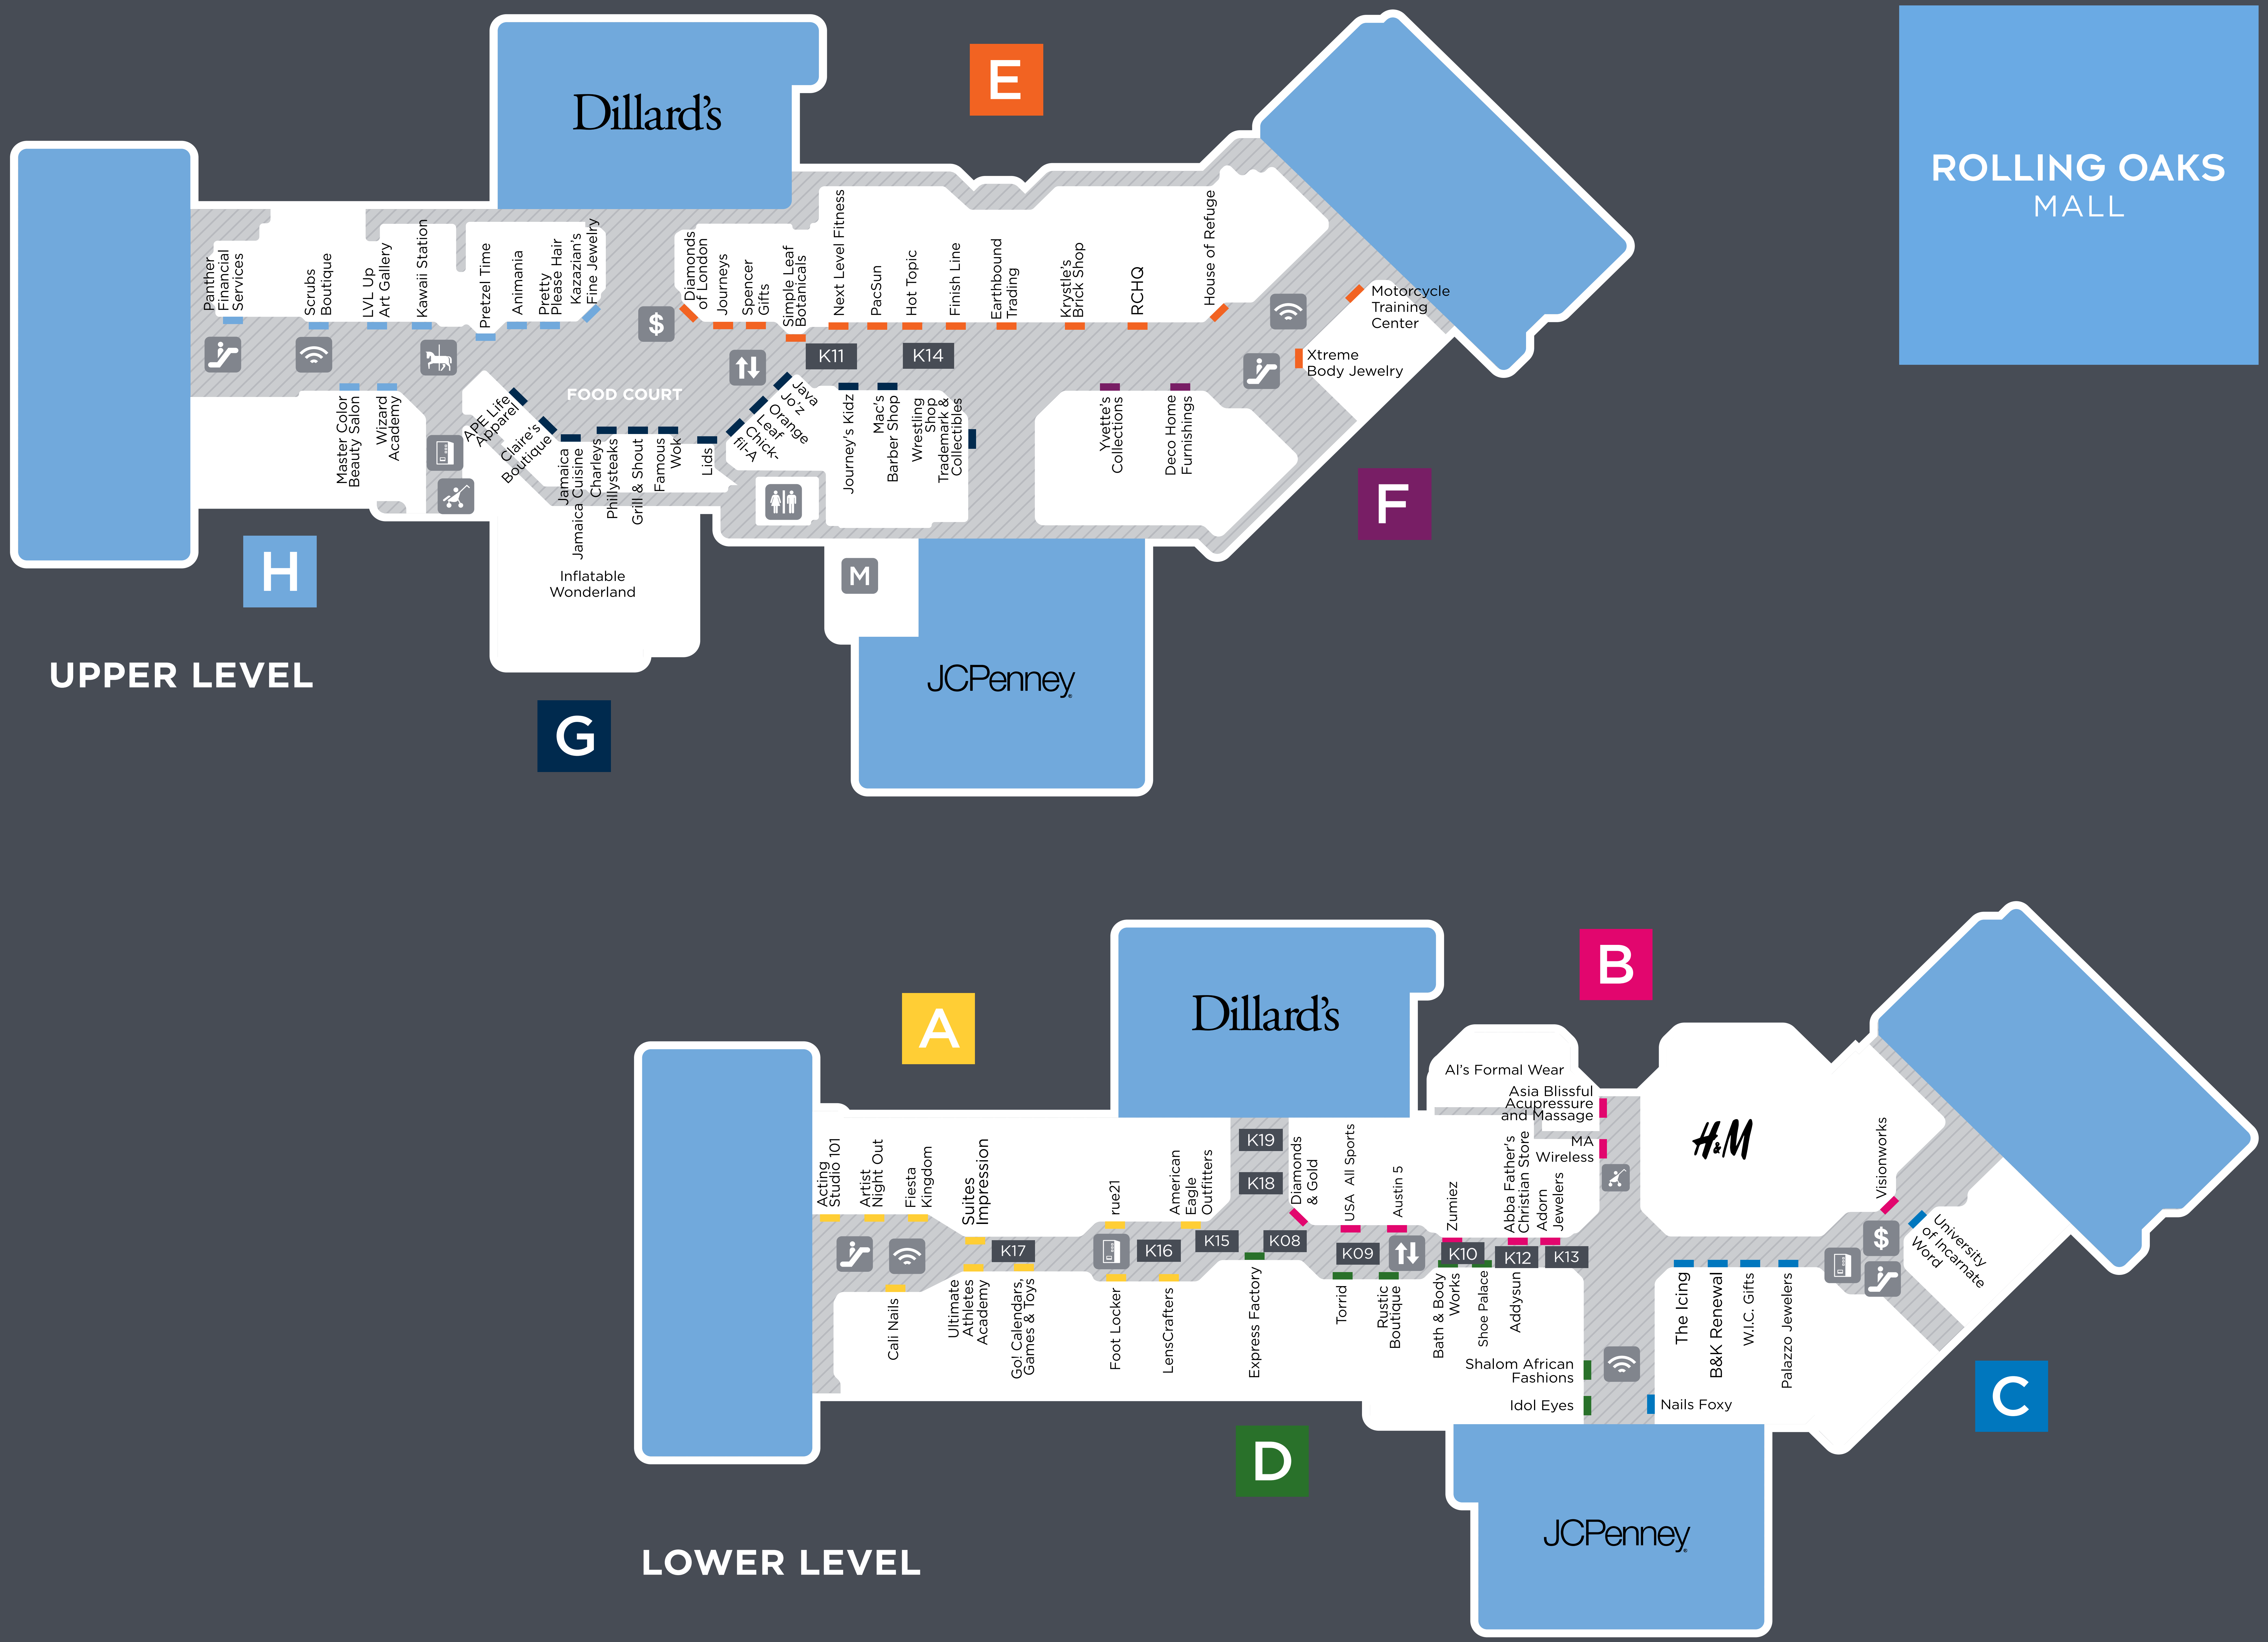 E
ROLLING OAKS
MALL
Dillard's
Panther
Financial
Services
Scrubs
Boutique
LVL Up
Art Gallery
Kawaii Station
Pretzel Time
Animania
Pretty
Please Hair
Kazazian's
Fine Jewelry
Diamonds
of London
Journeys
Spencer
Gifts
Simple Leaf
Botanicals
Next Level Fitness
PacSun
Hot Topic
Finish Line
Earthbound
Trading
Krystle's
Brick Shop
RCHQ
House of Refuge
Motorcycle
Training
Center
Xtreme
Body Jewelry
$
K11
K14
FOOD COURT
Master Color
Beauty Salon
Wizard
Academy
APE Life
Apparel
Claire's
Boutique
Jamaica
Jamaica Cuisine
Charleys
Phillysteaks
Grill & Shout
Famous
Wok
Lids
Chick-
fil-A
Orange
Leaf
Java
Jo'z
Journey's Kidz
Mac's
Barber Shop
Wrestling
Shop
Trademark &
Collectibles
Yvette's
Collections
Deco Home
Furnishings
F
H
Inflatable
Wonderland
M
UPPER LEVEL
JCPenney®
G
B
A
Dillard's
Al's Formal Wear
Asia Blissful
Acupressure
and Massage
MA
Wireless
H&M
Acting
Studio 101
Artist
Night Out
Fiesta
Kingdom
Suites
Impression
rue21
American
Eagle
Outfitters
K19
K18
Diamonds
& Gold
USA All Sports
Austin 5
Zumiez
Abba Father's
Christian Store
Adorn
Jewelers
Visionworks
K17
K16
K15
K08
K09
K10
K12
K13
$
University
of Incarnate
Word
Cali Nails
Ultimate
Athletes
Academy
Go! Calendars,
Games & Toys
Foot Locker
LensCrafters
Express Factory
Torrid
Rustic
Boutique
Bath & Body
Works
Shoe Palace
Addysun
The Icing
B&K Renewal
W.I.C. Gifts
Palazzo Jewelers
Shalom African
Fashions
Idol Eyes
Nails Foxy
C
D
LOWER LEVEL
JCPenney®